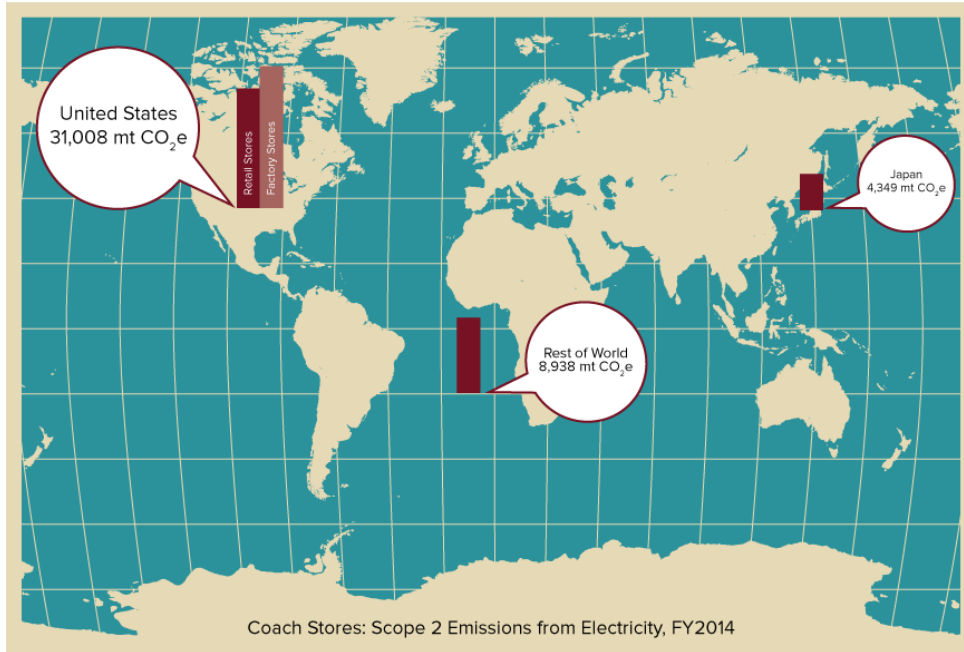 United States
31,008 mt CO₂e
Retail Stores
Factory Stores
Japan
4,349 mt CO₂e
Rest of World
8,938 mt CO₂e
Coach Stores: Scope 2 Emissions from Electricity, FY2014